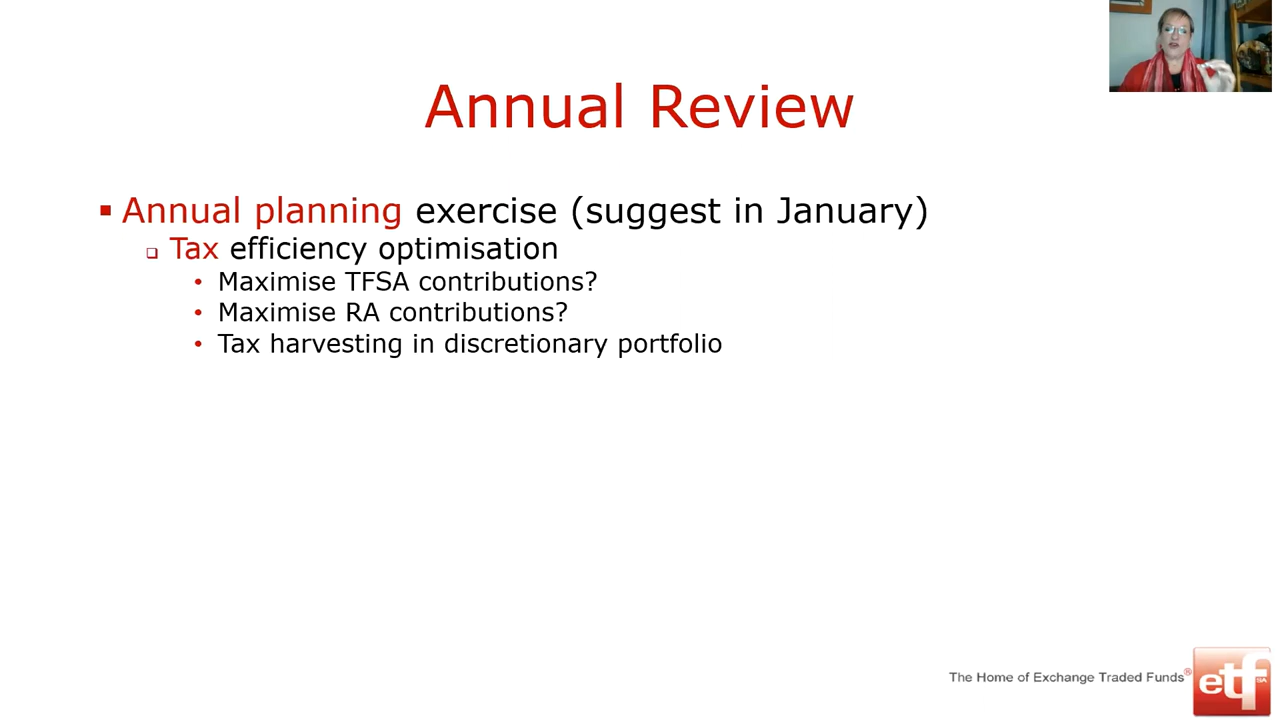 Annual Review
Annual planning exercise (suggest in January)
Tax efficiency optimisation
Maximise TFSA contributions?
Maximise RA contributions?
Tax harvesting in discretionary portfolio
The Home of Exchange Traded Funds®
etfSA